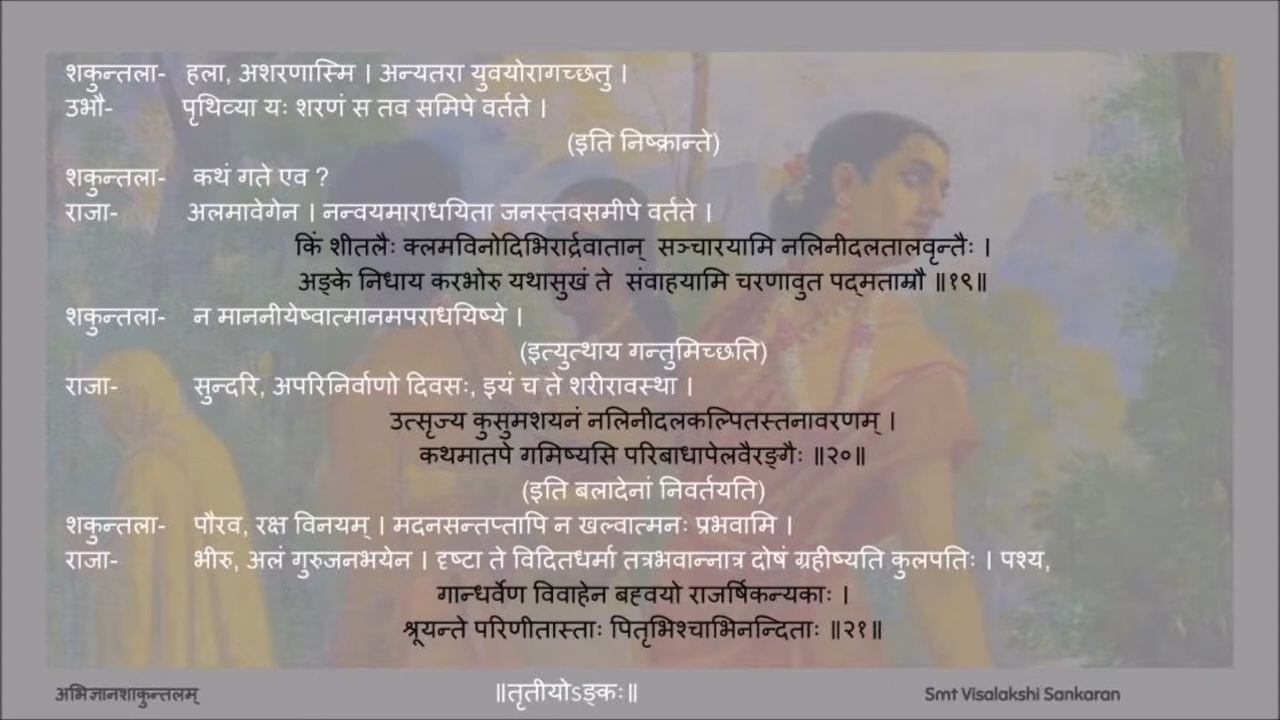 शकुन्तला- हला, अशरणास्मि । अन्यतरा युवयोरागच्छतु ।
उभौ- पृथिव्या यः शरणं स तव समिपे वर्तते ।
(इति निष्क्रान्ते)
शकुन्तला- कथं गते एव ?
राजा- अलमावेगेन । नन्वयमाराधयिता जनस्तवसमीपे वर्तते ।
किं शीतलैः क्लमविनोदिभिरार्द्रवातान् सञ्चारयामि नलिनीदलतालवृन्तैः ।
अङ्के निधाय करभोरु यथासुखं ते संवाहयामि चरणावुत पद्मताम्रौ ॥१९॥
शकुन्तला- न माननीयेष्वात्मानमपराधयिष्ये ।
(इत्युत्थाय गन्तुमिच्छति)
राजा- सुन्दरि, अपरिनिर्वाणो दिवसः, इयं च ते शरीरावस्था ।
उत्सृज्य कुसुमशयनं नलिनीदलकल्पितस्तनावरणम् ।
कथमातपे गमिष्यसि परिबाधापेलवैरङ्गैः ॥२०॥
(इति बलादेनां निवर्तयति)
शकुन्तला- पौरव, रक्ष विनयम् । मदनसन्तप्तापि न खल्वात्मनः प्रभवामि ।
राजा- भीरु, अलं गुरुजनभयेन । दृष्टा ते विदितधर्मा तत्रभवान्नात्र दोषं ग्रहीष्यति कुलपतिः । पश्य,
गान्धर्वेण विवाहेन बह्वयो राजर्षिकन्यकाः ।
श्रूयन्ते परिणीतास्ताः पितृभिश्चाभिनन्दिताः ॥२१॥
अभिज्ञानशाकुन्तलम् ॥तृतीयोऽङ्कः॥ Smt Visalakshi Sankaran